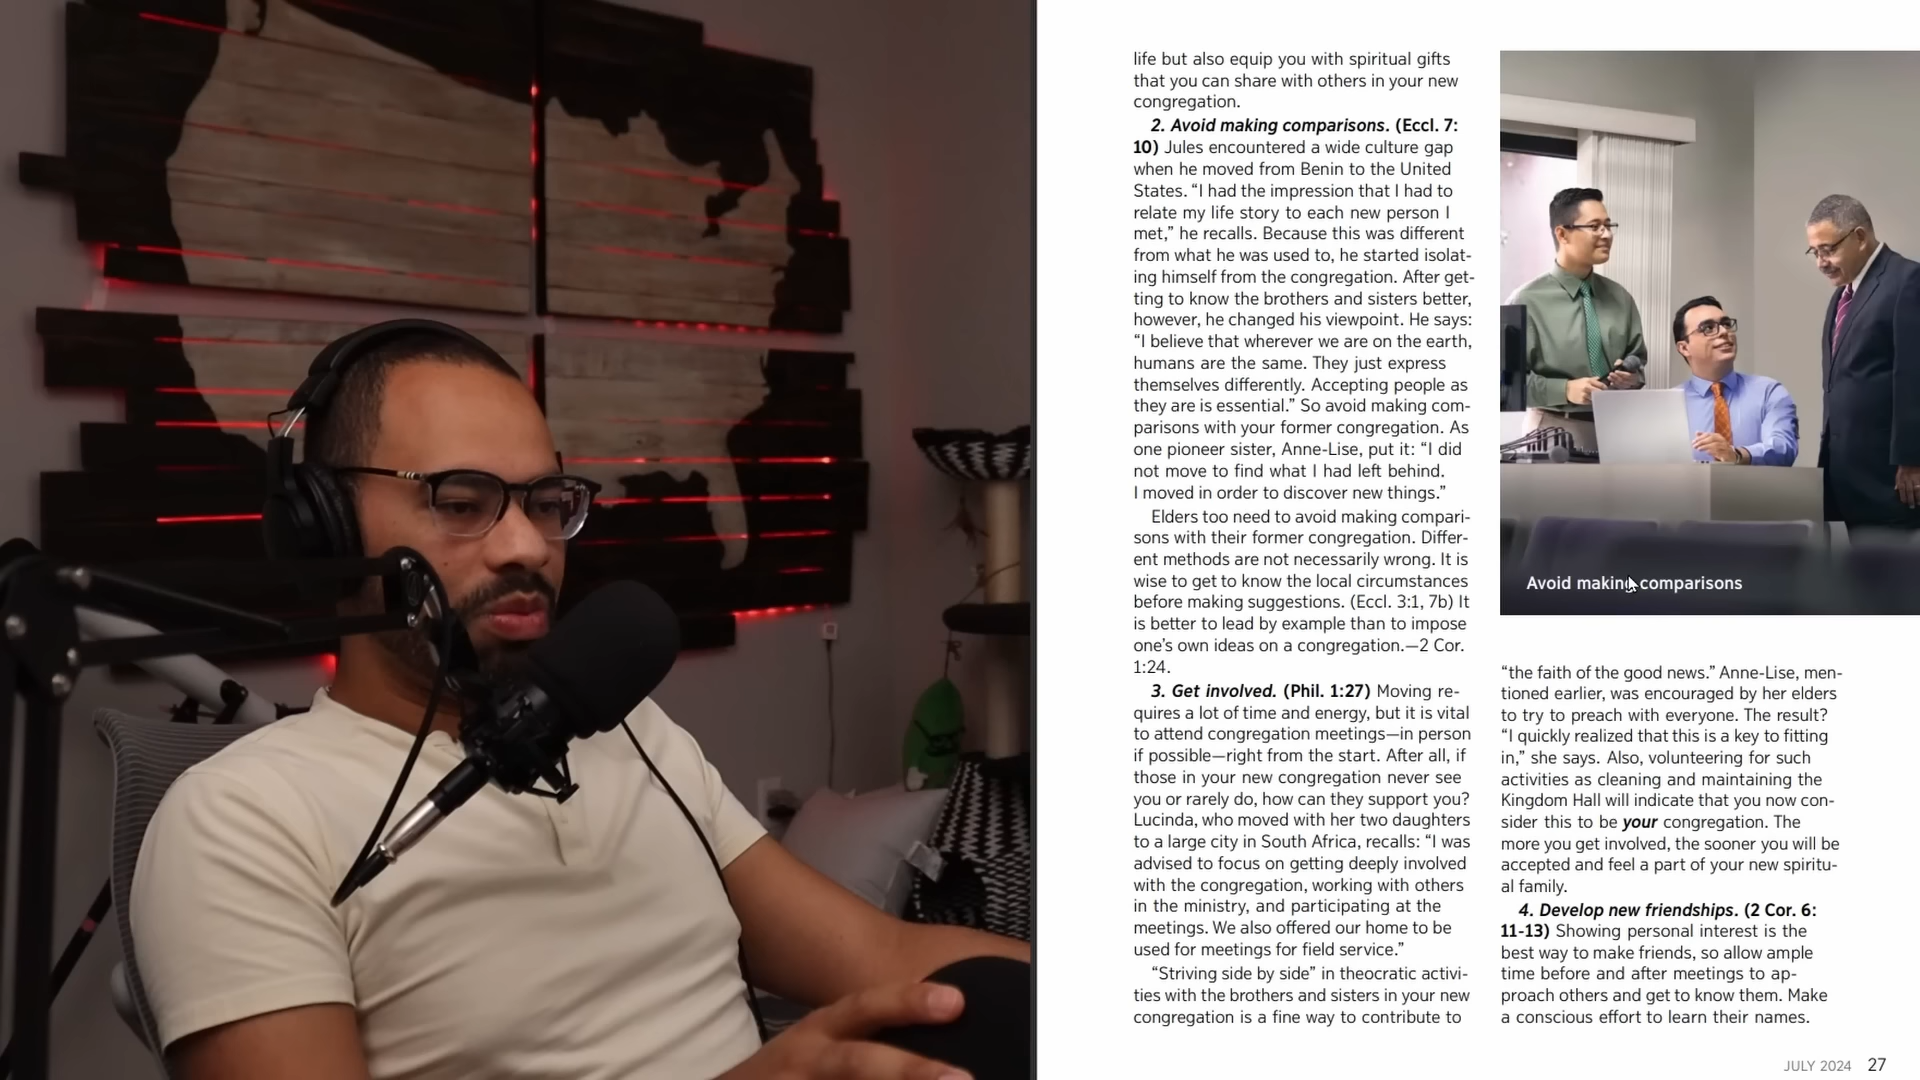 life but also equip you with spiritual gifts
that you can share with others in your new
congregation.
2. Avoid making comparisons. (Eccl. 7:
10) Jules encountered a wide culture gap
when he moved from Benin to the United
States. “I had the impression that I had to
relate my life story to each new person I
met,” he recalls. Because this was different
from what he was used to, he started isolat-
ing himself from the congregation. After get-
ting to know the brothers and sisters better,
however, he changed his viewpoint. He says:
“I believe that wherever we are on the earth,
humans are the same. They just express
themselves differently. Accepting people as
they are is essential.” So avoid making com-
parisons with your former congregation. As
one pioneer sister, Anne-Lise, put it: “I did
not move to find what I had left behind.
I moved in order to discover new things.”
Elders too need to avoid making compari-
sons with their former congregation. Differ-
ent methods are not necessarily wrong. It is
wise to get to know the local circumstances
before making suggestions. (Eccl. 3:1, 7b) It
is better to lead by example than to impose
one’s own ideas on a congregation.—2 Cor.
1:24.
3. Get involved. (Phil. 1:27) Moving re-
quires a lot of time and energy, but it is vital
to attend congregation meetings—in person
if possible—right from the start. After all, if
those in your new congregation never see
you or rarely do, how can they support you?
Lucinda, who moved with her two daughters
to a large city in South Africa, recalls: “I was
advised to focus on getting deeply involved
with the congregation, working with others
in the ministry, and participating at the
meetings. We also offered our home to be
used for meetings for field service.”
“Striving side by side” in theocratic activi-
ties with the brothers and sisters in your new
congregation is a fine way to contribute to
Avoid making comparisons
“the faith of the good news.” Anne-Lise, men-
tioned earlier, was encouraged by her elders
to try to preach with everyone. The result?
“I quickly realized that this is a key to fitting
in,” she says. Also, volunteering for such
activities as cleaning and maintaining the
Kingdom Hall will indicate that you now con-
sider this to be your congregation. The
more you get involved, the sooner you will be
accepted and feel a part of your new spiritu-
al family.
4. Develop new friendships. (2 Cor. 6:
11-13) Showing personal interest is the
best way to make friends, so allow ample
time before and after meetings to ap-
proach others and get to know them. Make
a conscious effort to learn their names.
JULY 2024 27